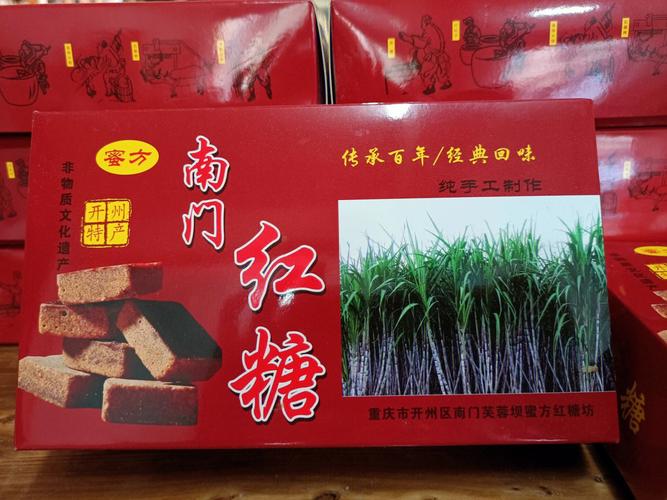 蜜方
非物质文化遗产
开州
特产
南门
红糖
传承百年/经典回味
纯手工制作
重庆市开州区南门芙蓉坝蜜方红糖坊
糖